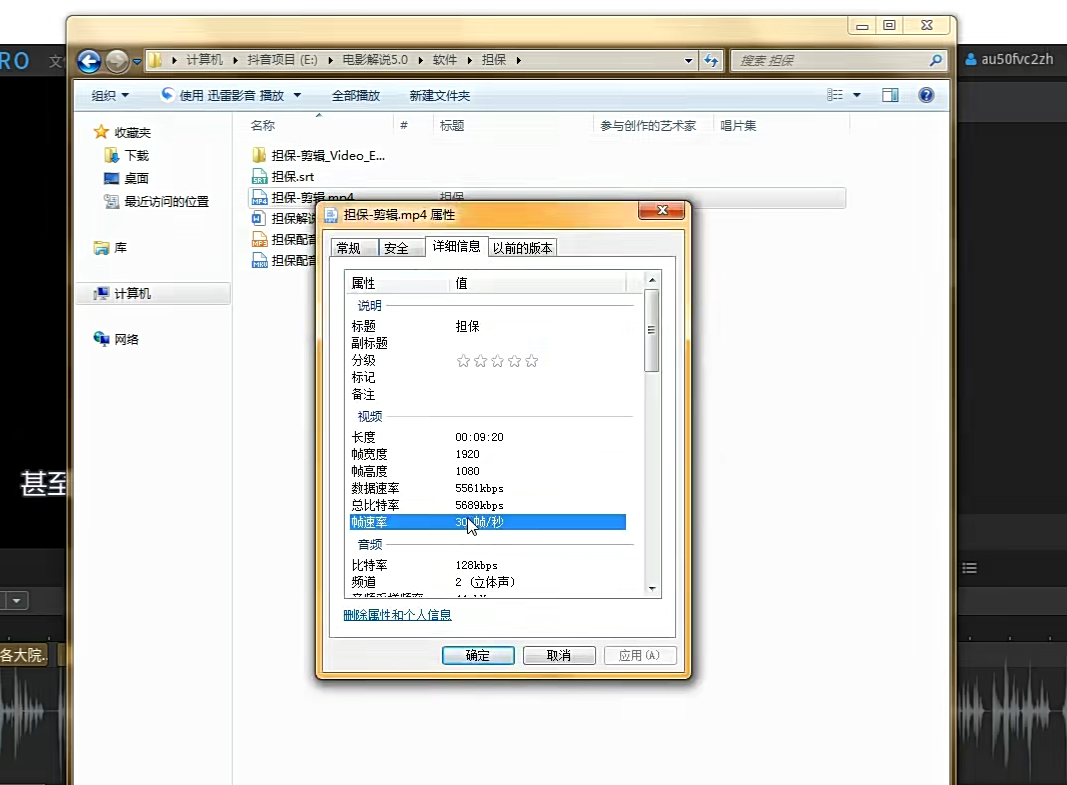 RO
au50fvc2zh
计算机 抖音项目 (E:) 电影解说5.0 软件 担保
搜索 担保
组织 使用 迅雷影音 播放 全部播放 新建文件夹
名称 # 标题 参与创作的艺术家 唱片集
收藏夹
下载
桌面
最近访问的位置
库
计算机
网络
担保-剪辑_Video_E...
担保.srt
担保-剪辑.mp4 担保
担保解说
担保配音
担保配音
担保-剪辑.mp4 属性
常规 安全 详细信息 以前的版本
属性 值
说明
标题 担保
副标题
分级
标记
备注
视频
长度 00:09:20
帧宽度 1920
帧高度 1080
数据速率 5561kbps
总比特率 5689kbps
帧速率 30 帧/秒
音频
比特率 128kbps
频道 2 (立体声)
删除属性和个人信息
确定 取消 应用(A)
甚至
各大院..